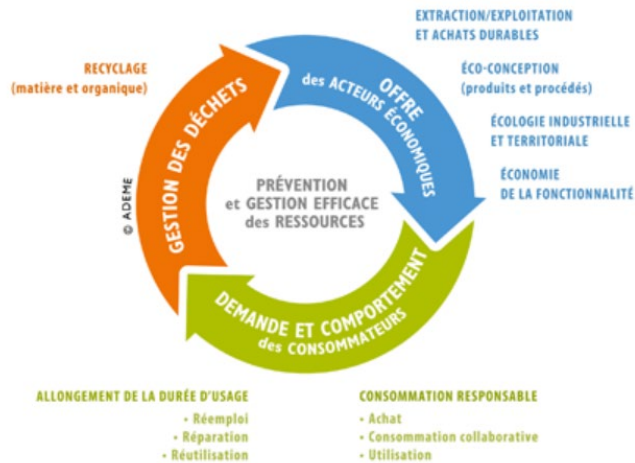 EXTRACTION/EXPLOITATION
ET ACHATS DURABLES
ÉCO-CONCEPTION
(produits et procédés)
ÉCOLOGIE INDUSTRIELLE
ET TERRITORIALE
ÉCONOMIE
DE LA FONCTIONNALITÉ
RECYCLAGE
(matière et organique)
OFFRE
des ACTEURS ÉCONOMIQUES
GESTION DES DÉCHETS
PRÉVENTION
et GESTION EFFICACE
des RESSOURCES
© ADEME
DEMANDE ET COMPORTEMENT
des CONSOMMATEURS
ALLONGEMENT DE LA DURÉE D'USAGE
• Réemploi
• Réparation
• Réutilisation
CONSOMMATION RESPONSABLE
• Achat
• Consommation collaborative
• Utilisation